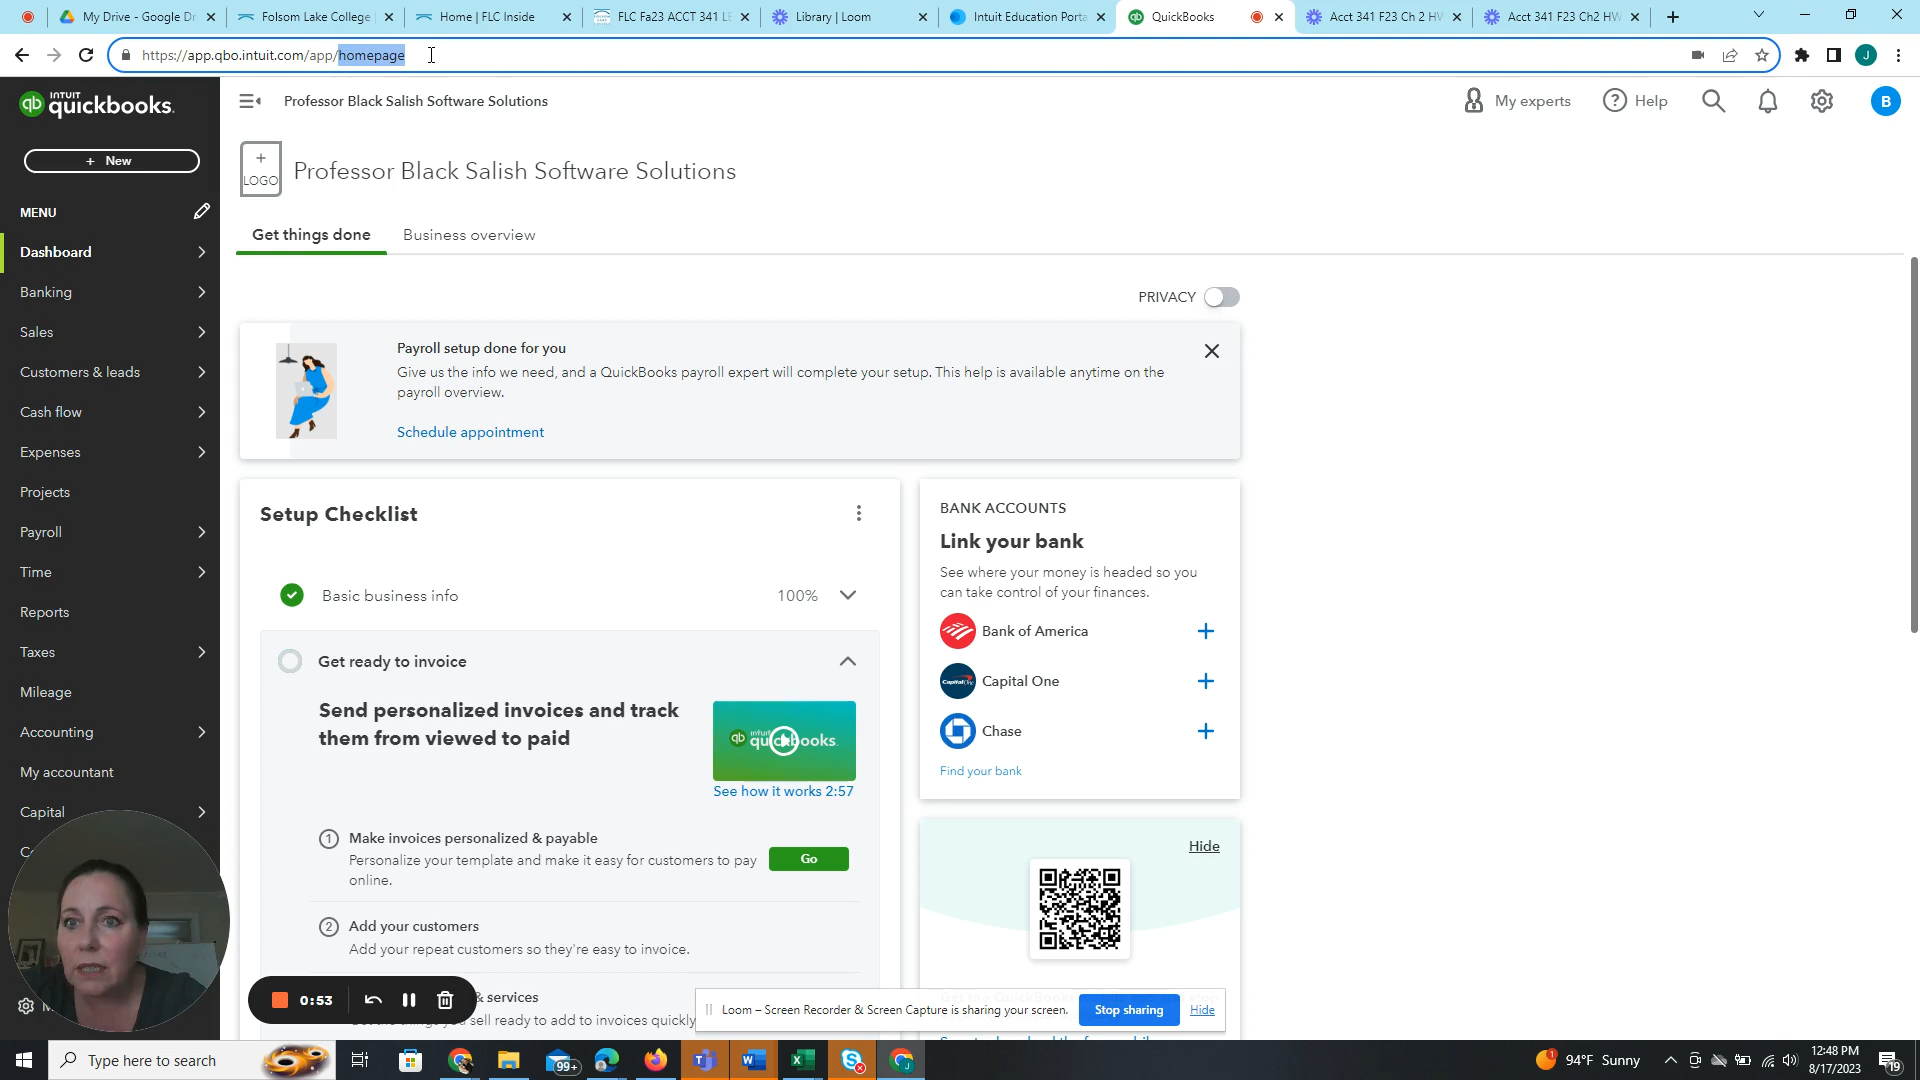 My Drive - Google Dr
Folsom Lake College
Home | FLC Inside
FLC Fa23 ACCT 341 LE
Library | Loom
Intuit Education Porta
QuickBooks
Acct 341 F23 Ch 2 HW
Acct 341 F23 Ch2 HW
https://app.qbo.intuit.com/app/homepage
J
INTUIT
quickbooks.
Professor Black Salish Software Solutions
My experts
Help
B
+ New
+
LOGO
Professor Black Salish Software Solutions
MENU
Get things done
Business overview
Dashboard
Banking
Sales
Customers & leads
Cash flow
Expenses
Projects
Payroll
Time
Reports
Taxes
Mileage
Accounting
My accountant
Capital
PRIVACY
Payroll setup done for you
Give us the info we need, and a QuickBooks payroll expert will complete your setup. This help is available anytime on the
payroll overview.
Schedule appointment
Setup Checklist
Basic business info
100%
Get ready to invoice
Send personalized invoices and track
them from viewed to paid
intuit
quickbooks.
See how it works 2:57
1 Make invoices personalized & payable
Personalize your template and make it easy for customers to pay
online.
Go
2 Add your customers
Add your repeat customers so they're easy to invoice.
& services
sell ready to add to invoices quickly
BANK ACCOUNTS
Link your bank
See where your money is headed so you
can take control of your finances.
Bank of America
Capital One
Chase
Find your bank
Hide
0:53
Loom – Screen Recorder & Screen Capture is sharing your screen.
Stop sharing
Hide
Type here to search
99+
94°F Sunny
12:48 PM
8/17/2023
19